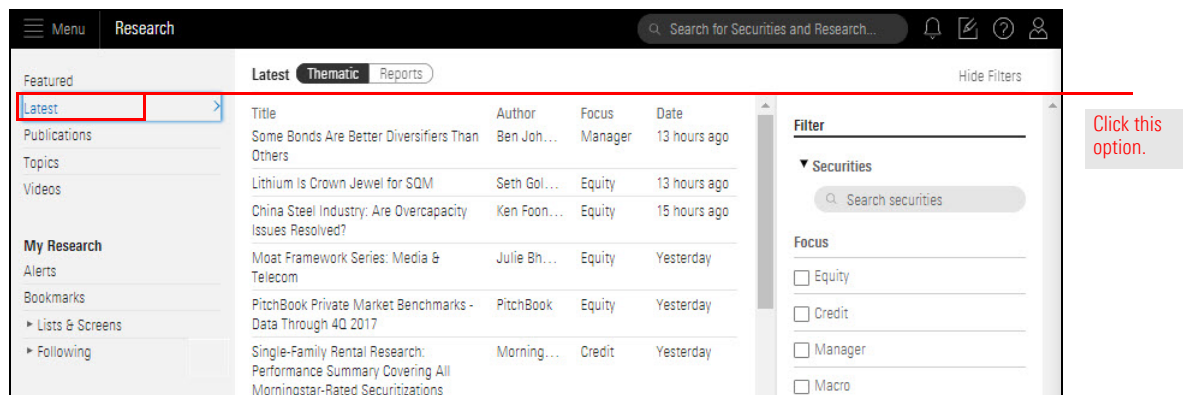 Menu Research Search for Securities and Research...
Featured
Latest
Publications
Topics
Videos
My Research
Alerts
Bookmarks
Lists & Screens
Following
Latest Thematic Reports Hide Filters
Title Author Focus Date
Some Bonds Are Better Diversifiers Than Ben Joh... Manager 13 hours ago
Others
Lithium Is Crown Jewel for SQM Seth Gol... Equity 13 hours ago
China Steel Industry: Are Overcapacity Ken Foon... Equity 15 hours ago
Issues Resolved?
Moat Framework Series: Media & Julie Bh... Equity Yesterday
Telecom
PitchBook Private Market Benchmarks - PitchBook Equity Yesterday
Data Through 4Q 2017
Single-Family Rental Research: Morning... Credit Yesterday
Performance Summary Covering All
Morningstar-Rated Securitizations
Filter
Securities
Search securities
Focus
Equity
Credit
Manager
Macro
Click this
option.